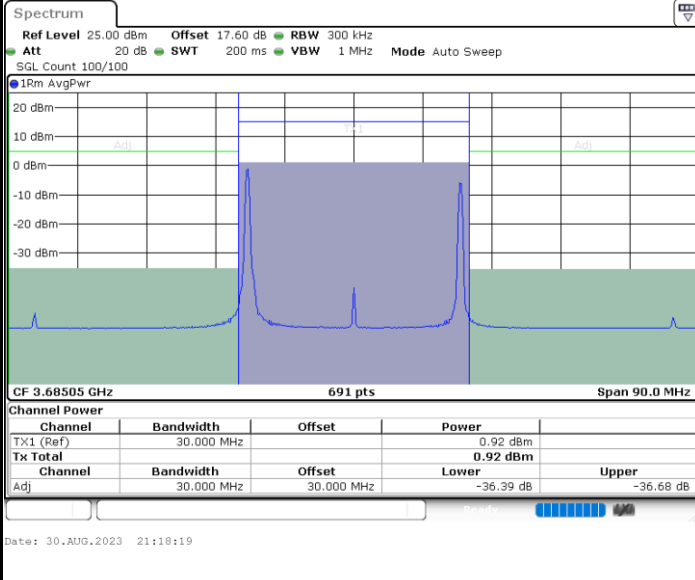 Spectrum
Ref Level 25.00 dBm Offset 17.60 dB RBW 300 kHz
Att 20 dB SWT 200 ms VBW 1 MHz Mode Auto Sweep
SGL Count 100/100
1Rm AvgPwr
20 dBm
TX1
10 dBm
Adj Adj
0 dBm
-10 dBm
-20 dBm
-30 dBm
CF 3.68505 GHz 691 pts Span 90.0 MHz
Channel Power
Channel Bandwidth Offset Power
TX1 (Ref) 30.000 MHz 0.92 dBm
Tx Total 0.92 dBm
Channel Bandwidth Offset Lower Upper
Adj 30.000 MHz 30.000 MHz -36.39 dB -36.68 dB
Ready
Date: 30.AUG.2023 21:18:19